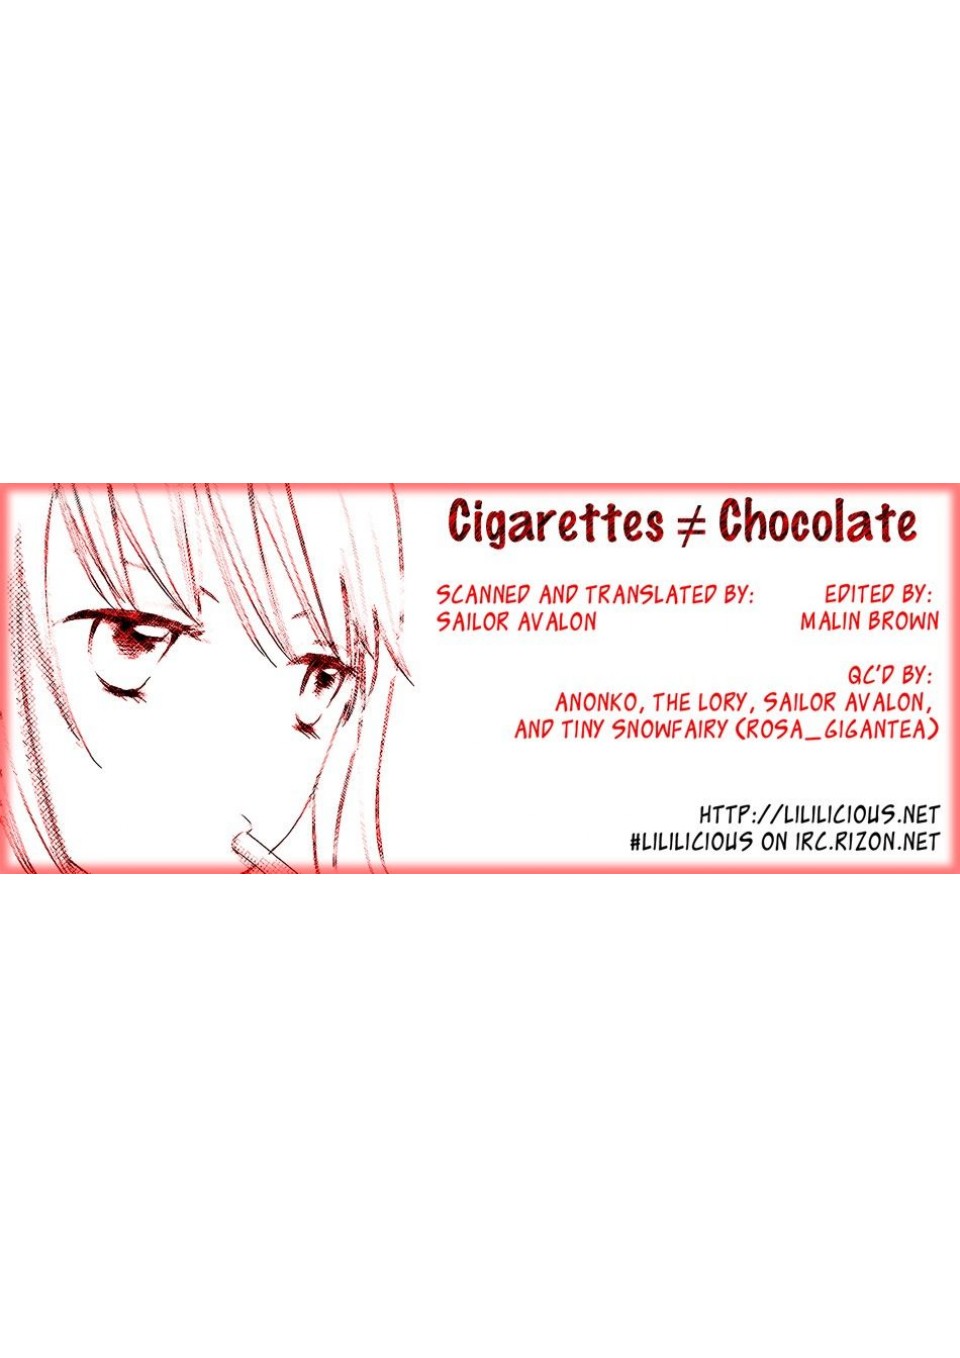 Cigarettes ≠ Chocolate
SCANNED AND TRANSLATED BY:
SAILOR AVALON
EDITED BY:
MALIN BROWN
QC'D BY:
ANONKO, THE LORY, SAILOR AVALON,
AND TINY SNOWFAIRY (ROSA_GIGANTEA)
HTTP://LILILICIOUS.NET
#LILILICIOUS ON IRC.RIZON.NET